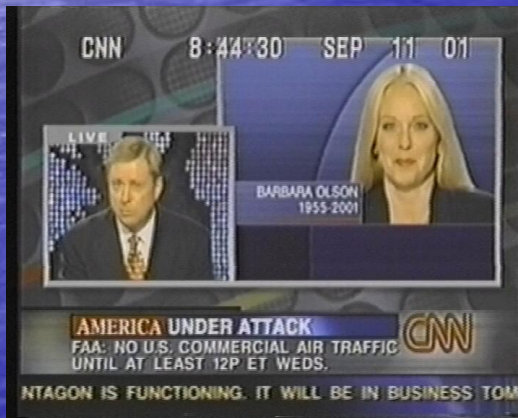 CNN 8:44:30 SEP 11 01
LIVE
BARBARA OLSON
1955-2001
AMERICA UNDER ATTACK
FAA: NO U.S. COMMERCIAL AIR TRAFFIC
UNTIL AT LEAST 12P ET WEDS.
CNN
NTAGON IS FUNCTIONING. IT WILL BE IN BUSINESS TOM